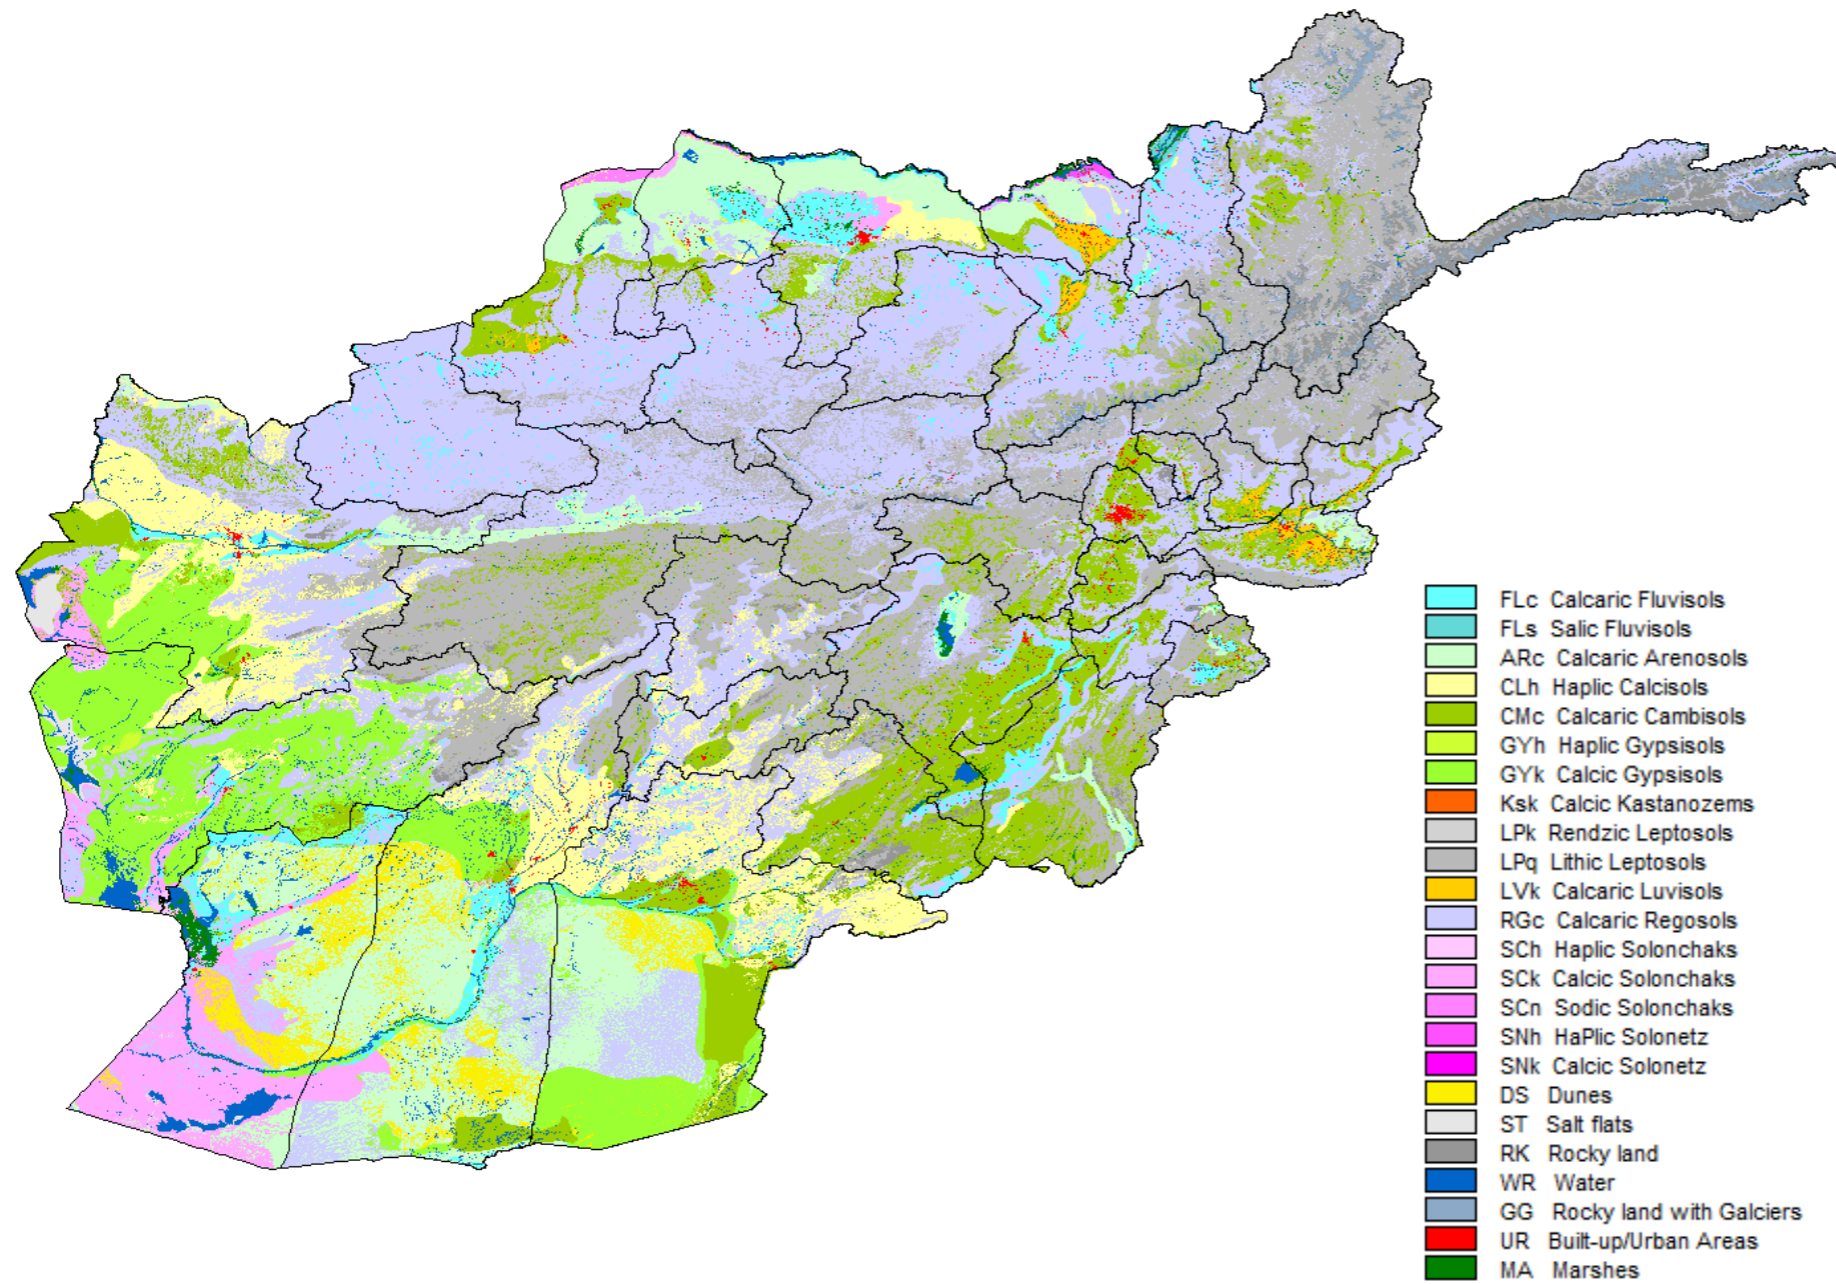 FLc Calcaric Fluvisols
FLs Salic Fluvisols
ARc Calcaric Arenosols
CLh Haplic Calcisols
CMc Calcaric Cambisols
GYh Haplic Gypsisols
GYk Calcic Gypsisols
Ksk Calcic Kastanozems
LPk Rendzic Leptosols
LPq Lithic Leptosols
LVk Calcaric Luvisols
RGc Calcaric Regosols
SCh Haplic Solonchaks
SCk Calcic Solonchaks
SCn Sodic Solonchaks
SNh HaPlic Solonetz
SNk Calcic Solonetz
DS Dunes
ST Salt flats
RK Rocky land
WR Water
GG Rocky land with Galciers
UR Built-up/Urban Areas
MA Marshes